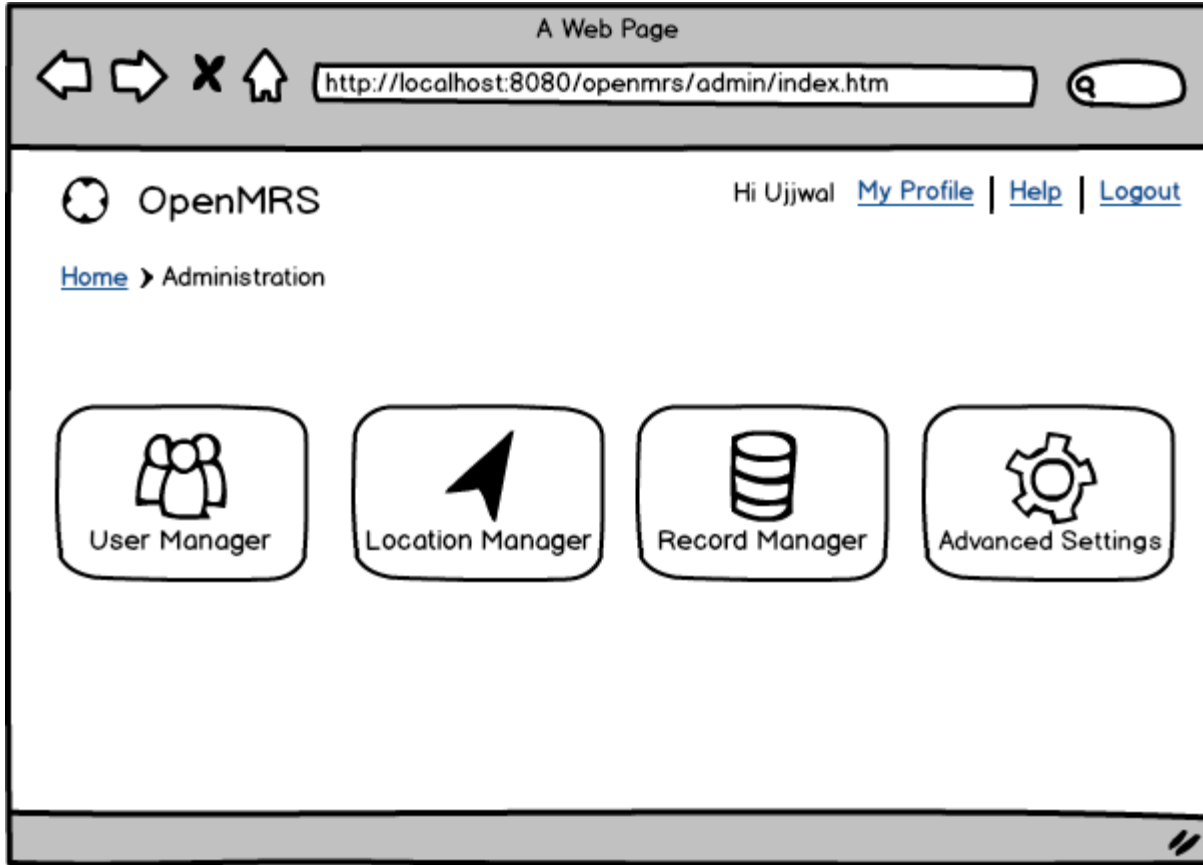 A Web Page
http://localhost:8080/openmrs/admin/index.htm
OpenMRS
Hi Ujjwal My Profile | Help | Logout
Home > Administration
User Manager
Location Manager
Record Manager
Advanced Settings